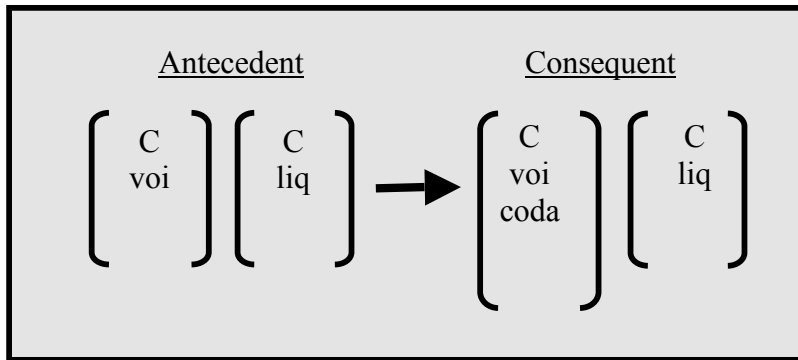 Antecedent Consequent
C C C C
voi liq voi liq
coda